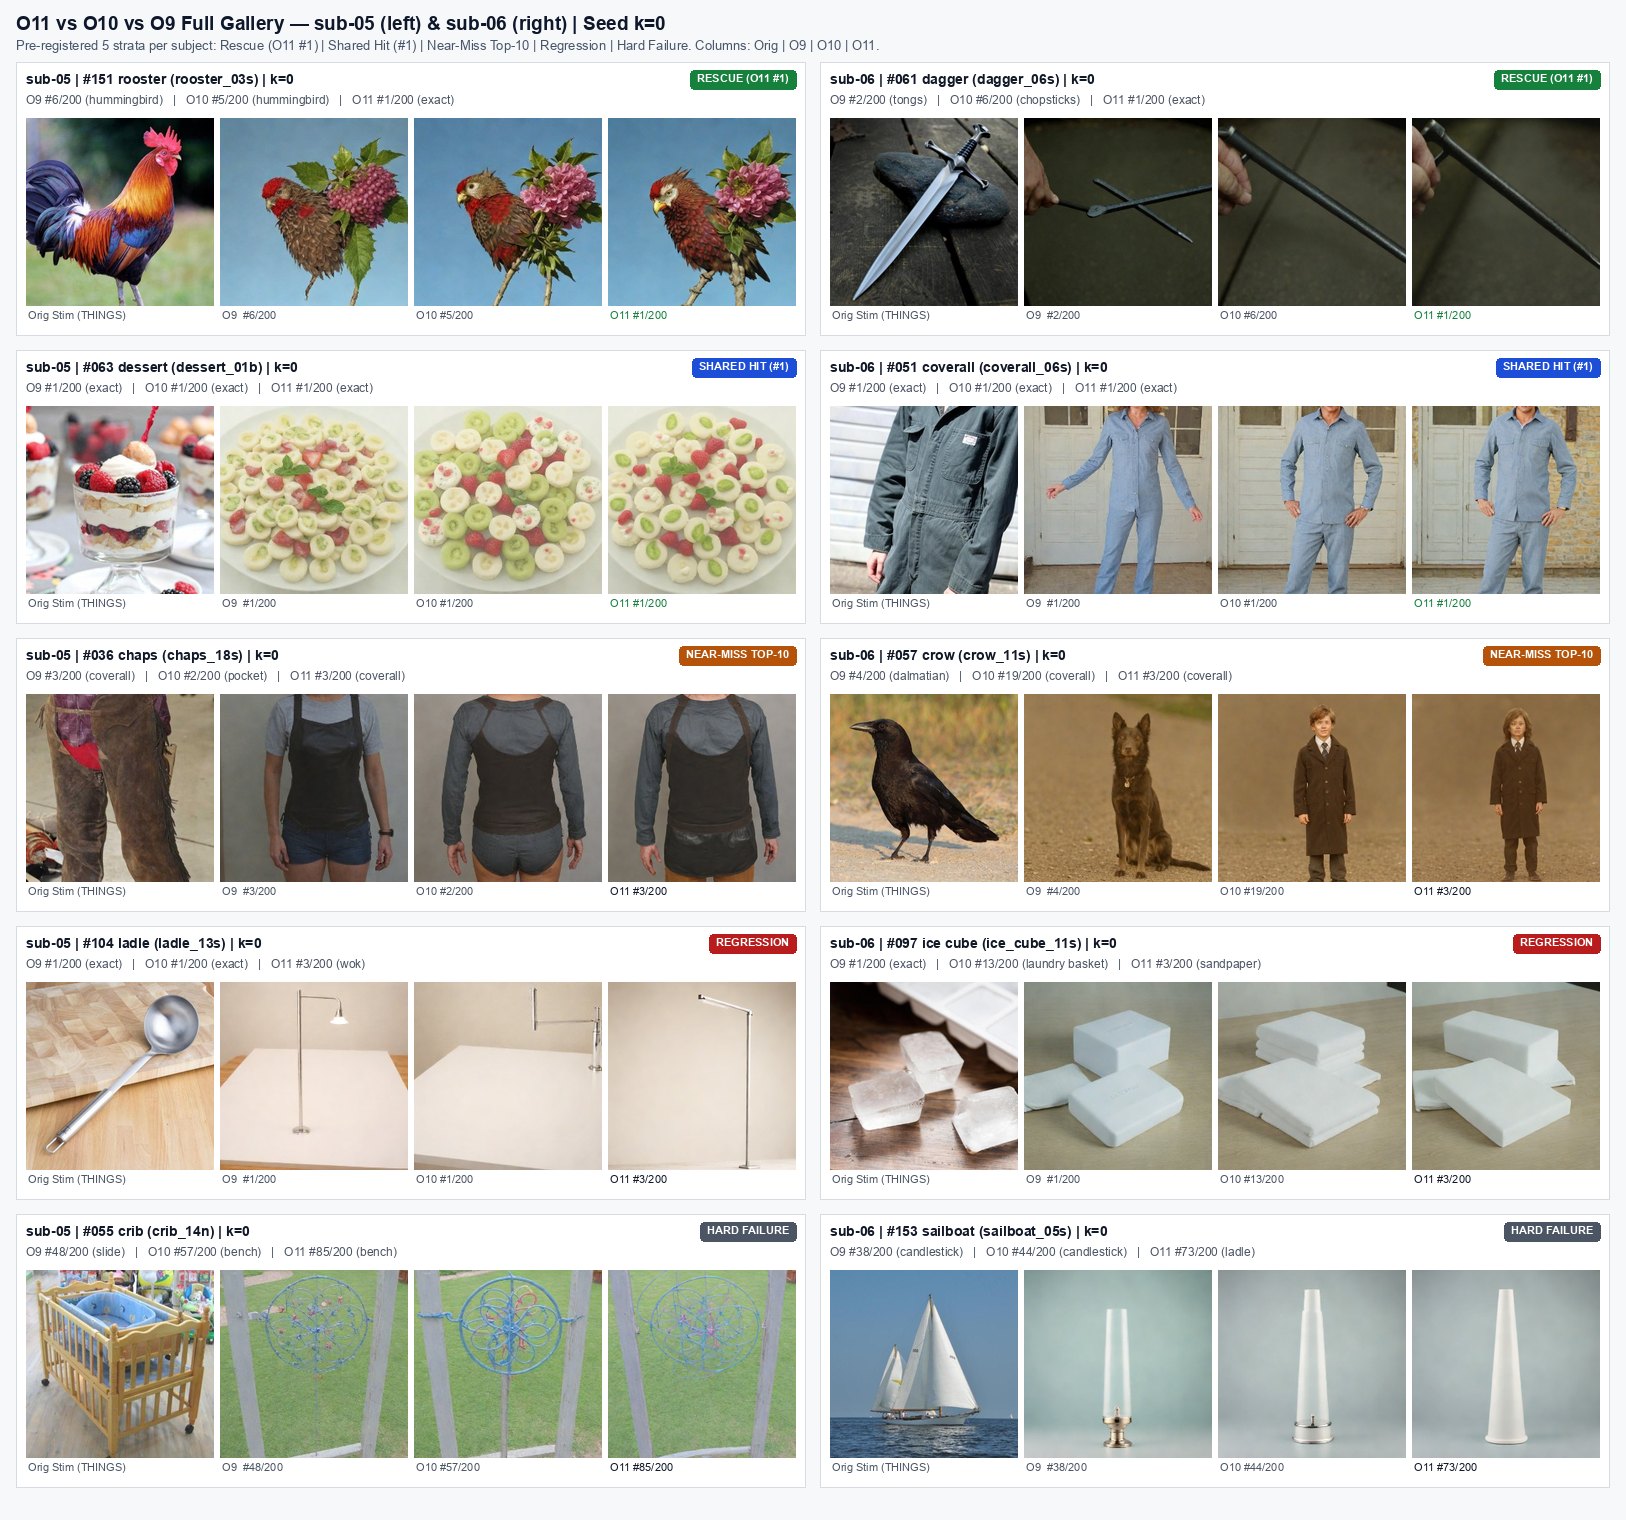 O11 vs O10 vs O9 Full Gallery — sub-05 (left) & sub-06 (right) | Seed k=0
Pre-registered 5 strata per subject: Rescue (O11 #1) | Shared Hit (#1) | Near-Miss Top-10 | Regression | Hard Failure. Columns: Orig | O9 | O10 | O11.
sub-05 | #151 rooster (rooster_03s) | k=0
RESCUE (O11 #1)
O9 #6/200 (hummingbird) | O10 #5/200 (hummingbird) | O11 #1/200 (exact)
Orig Stim (THINGS)
O9 #6/200
O10 #5/200
O11 #1/200
sub-06 | #061 dagger (dagger_06s) | k=0
RESCUE (O11 #1)
O9 #2/200 (tongs) | O10 #6/200 (chopsticks) | O11 #1/200 (exact)
Orig Stim (THINGS)
O9 #2/200
O10 #6/200
O11 #1/200
sub-05 | #063 dessert (dessert_01b) | k=0
SHARED HIT (#1)
O9 #1/200 (exact) | O10 #1/200 (exact) | O11 #1/200 (exact)
Orig Stim (THINGS)
O9 #1/200
O10 #1/200
O11 #1/200
sub-06 | #051 coverall (coverall_06s) | k=0
SHARED HIT (#1)
O9 #1/200 (exact) | O10 #1/200 (exact) | O11 #1/200 (exact)
Orig Stim (THINGS)
O9 #1/200
O10 #1/200
O11 #1/200
sub-05 | #036 chaps (chaps_18s) | k=0
NEAR-MISS TOP-10
O9 #3/200 (coverall) | O10 #2/200 (pocket) | O11 #3/200 (coverall)
Orig Stim (THINGS)
O9 #3/200
O10 #2/200
O11 #3/200
sub-06 | #057 crow (crow_11s) | k=0
NEAR-MISS TOP-10
O9 #4/200 (dalmatian) | O10 #19/200 (coverall) | O11 #3/200 (coverall)
Orig Stim (THINGS)
O9 #4/200
O10 #19/200
O11 #3/200
sub-05 | #104 ladle (ladle_13s) | k=0
REGRESSION
O9 #1/200 (exact) | O10 #1/200 (exact) | O11 #3/200 (wok)
Orig Stim (THINGS)
O9 #1/200
O10 #1/200
O11 #3/200
sub-06 | #097 ice cube (ice_cube_11s) | k=0
REGRESSION
O9 #1/200 (exact) | O10 #13/200 (laundry basket) | O11 #3/200 (sandpaper)
Orig Stim (THINGS)
O9 #1/200
O10 #13/200
O11 #3/200
sub-05 | #055 crib (crib_14n) | k=0
HARD FAILURE
O9 #48/200 (slide) | O10 #57/200 (bench) | O11 #85/200 (bench)
Orig Stim (THINGS)
O9 #48/200
O10 #57/200
O11 #85/200
sub-06 | #153 sailboat (sailboat_05s) | k=0
HARD FAILURE
O9 #38/200 (candlestick) | O10 #44/200 (candlestick) | O11 #73/200 (ladle)
Orig Stim (THINGS)
O9 #38/200
O10 #44/200
O11 #73/200